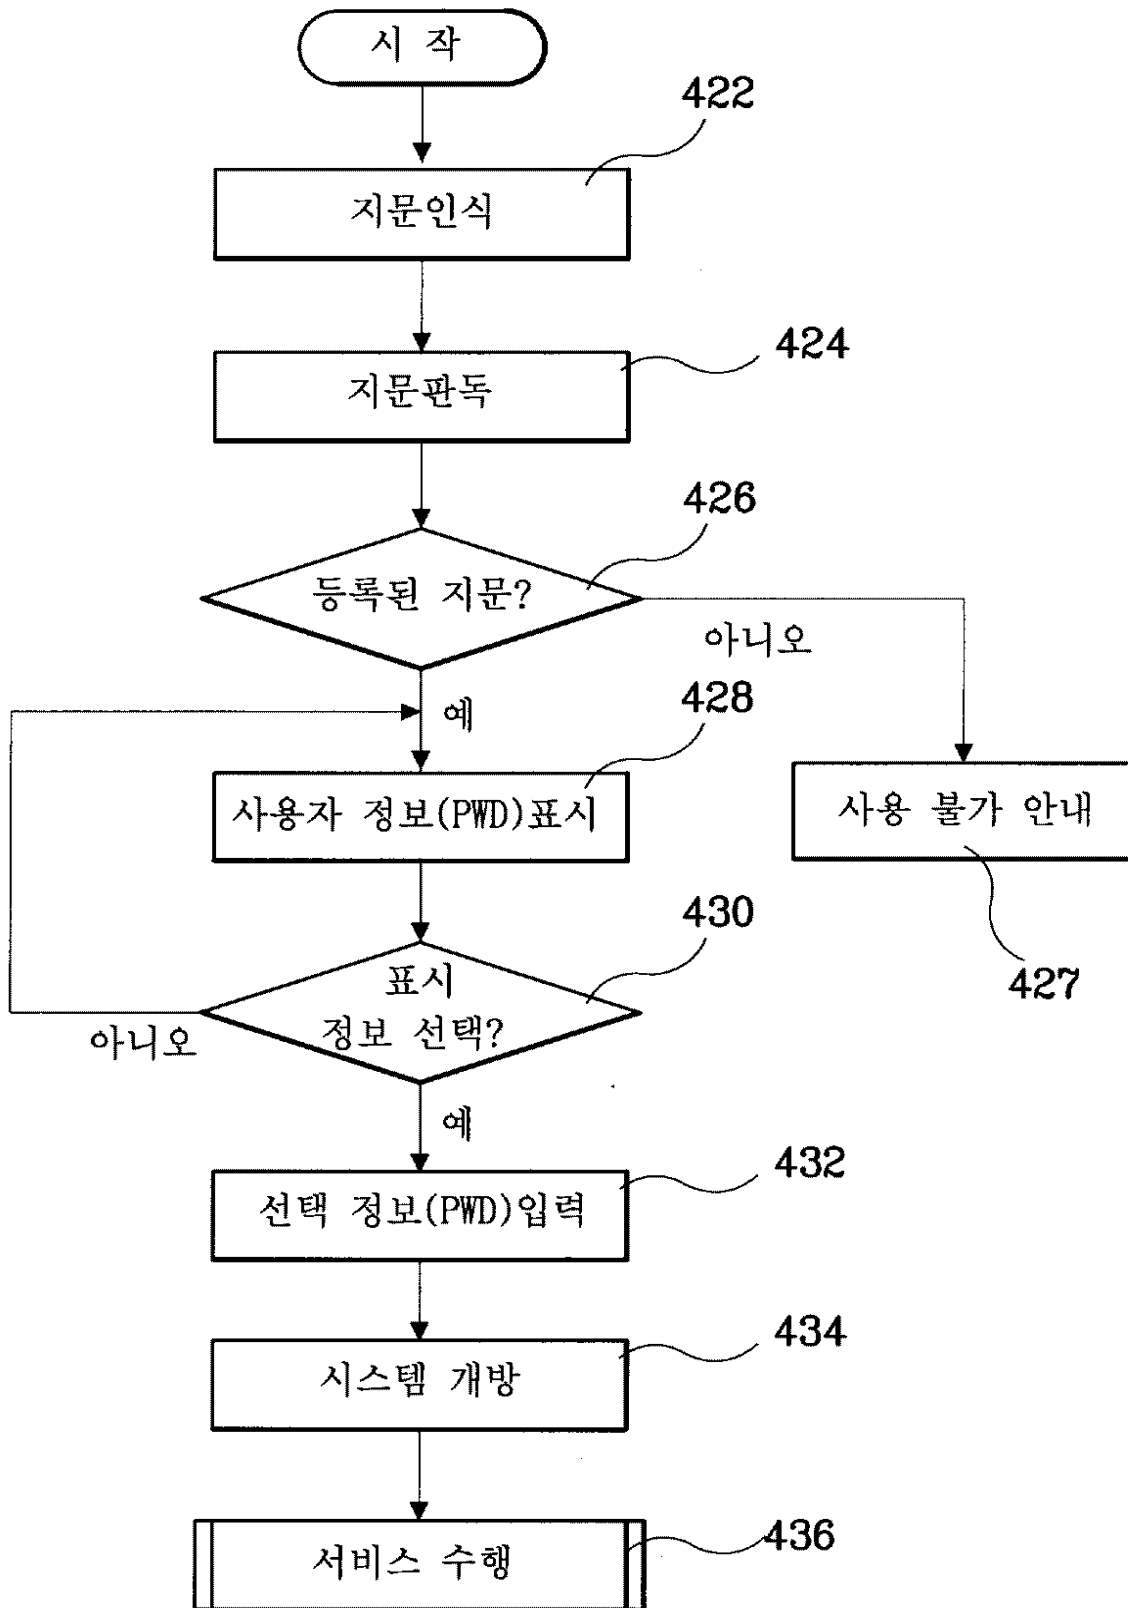 시 작
422
지문인식
424
지문판독
426
등록된 지문?
아니오
예
428
사용자 정보(PWD)표시
사용 불가 안내
427
430
표시
정보 선택?
아니오
예
432
선택 정보(PWD)입력
434
시스템 개방
436
서비스 수행